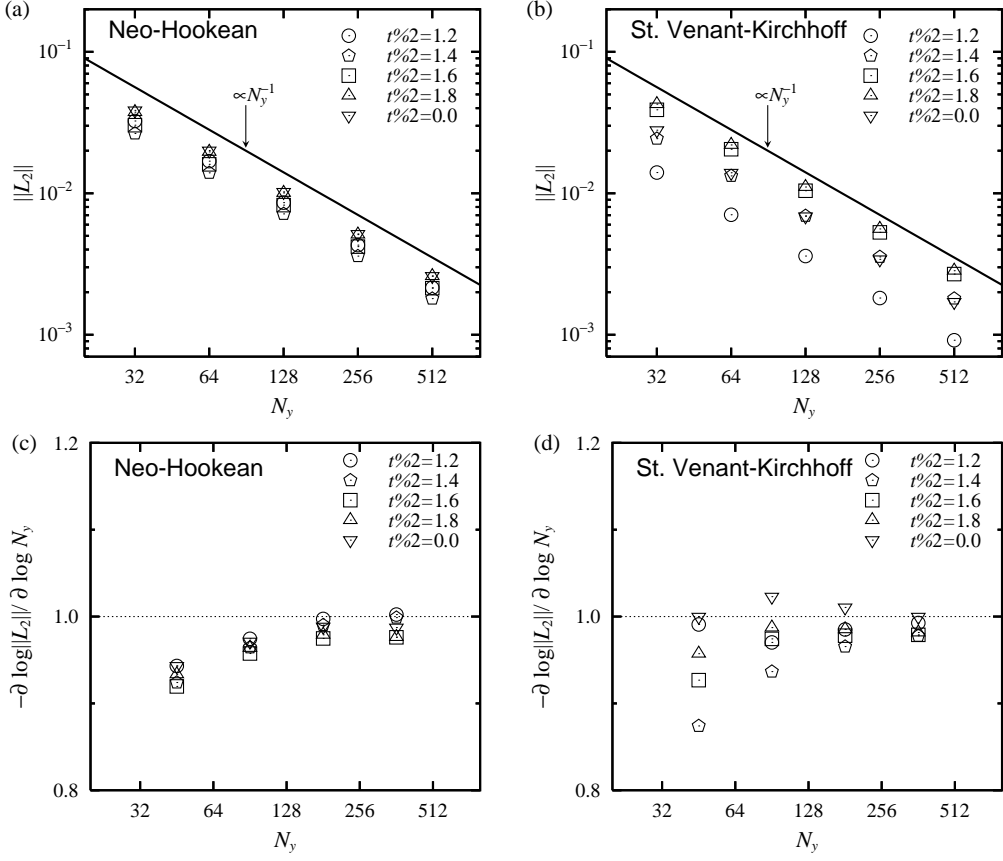 (a)
Neo-Hookean
t%2=1.2
t%2=1.4
t%2=1.6
t%2=1.8
t%2=0.0
∝N_y^{-1}
10^{-1}
10^{-2}
10^{-3}
||L_2||
32 64 128 256 512
N_y
(b)
St. Venant-Kirchhoff
t%2=1.2
t%2=1.4
t%2=1.6
t%2=1.8
t%2=0.0
∝N_y^{-1}
10^{-1}
10^{-2}
10^{-3}
||L_2||
32 64 128 256 512
N_y
(c)
Neo-Hookean
t%2=1.2
t%2=1.4
t%2=1.6
t%2=1.8
t%2=0.0
1.2
1.0
0.8
−∂ log||L_2||/ ∂ log N_y
32 64 128 256 512
N_y
(d)
St. Venant-Kirchhoff
t%2=1.2
t%2=1.4
t%2=1.6
t%2=1.8
t%2=0.0
1.2
1.0
0.8
−∂ log||L_2||/ ∂ log N_y
32 64 128 256 512
N_y